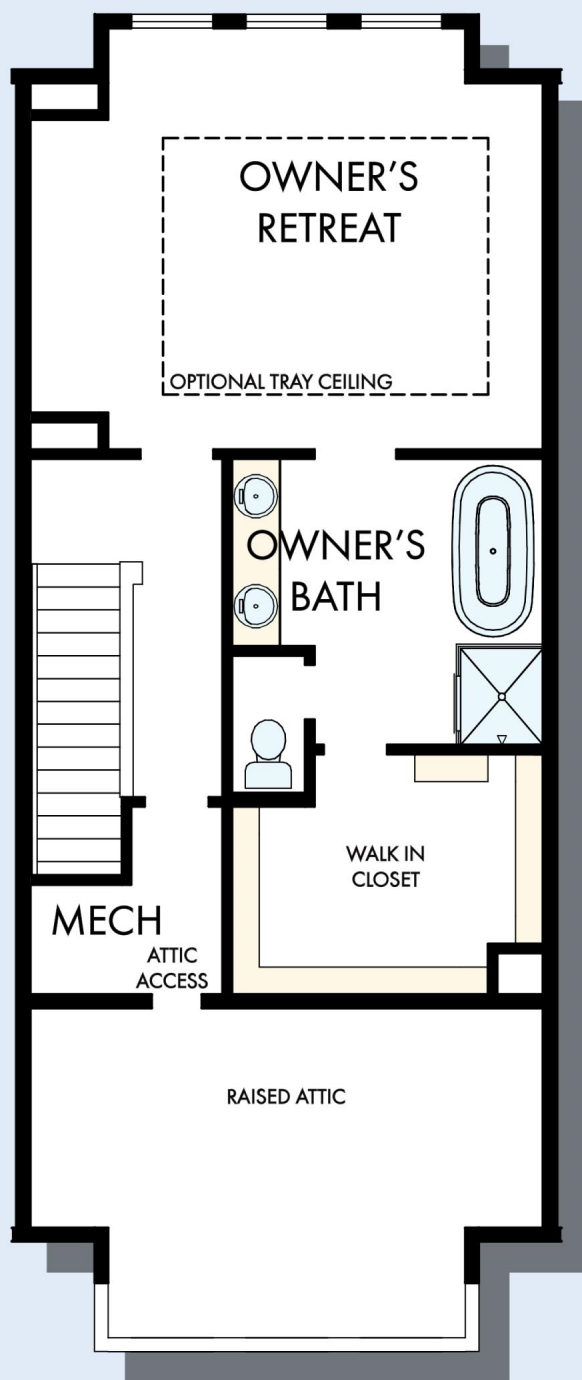 OWNER'S
RETREAT
OPTIONAL TRAY CEILING
OWNER'S
BATH
WALK IN
CLOSET
MECH
ATTIC
ACCESS
RAISED ATTIC